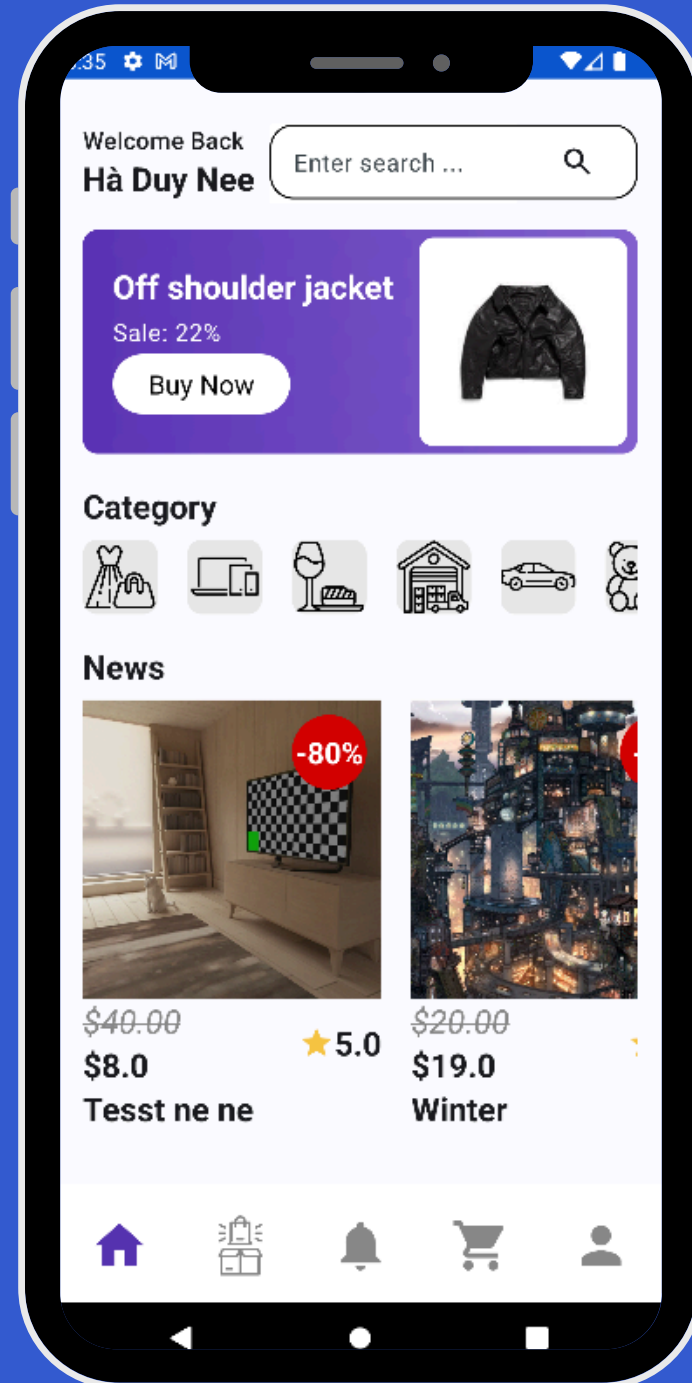 :35
Welcome Back
Hà Duy Nee
Enter search ...
Off shoulder jacket
Sale: 22%
Buy Now
Category
News
-80%
$40.00
5.0
$8.0
Tesst ne ne
$20.00
$19.0
Winter